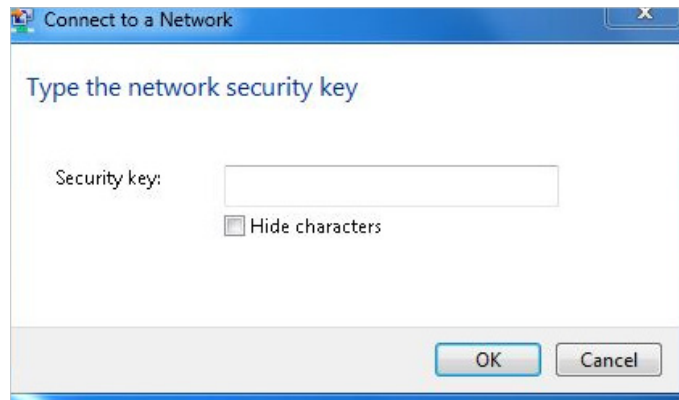 Connect to a Network
x
Type the network security key
Security key:
Hide characters
OK Cancel